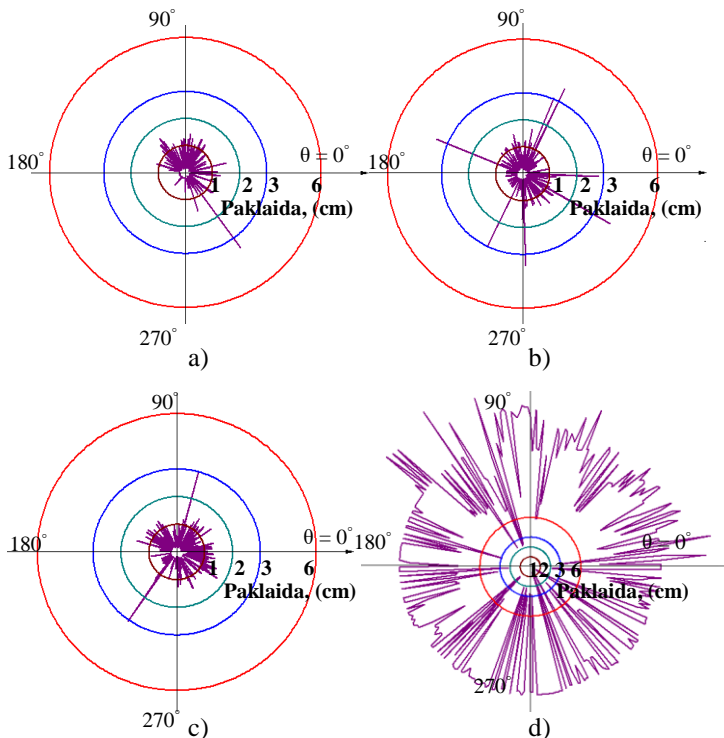 90°
180°
θ = 0°
1 2 3 6
Paklaida, (cm)
270°
a)
90°
180°
θ = 0°
1 2 3 6
Paklaida, (cm)
270°
b)
90°
180°
θ = 0°
1 2 3 6
Paklaida, (cm)
270°
c)
90°
180°
θ = 0°
12 3 6
Paklaida, (cm)
270°
d)